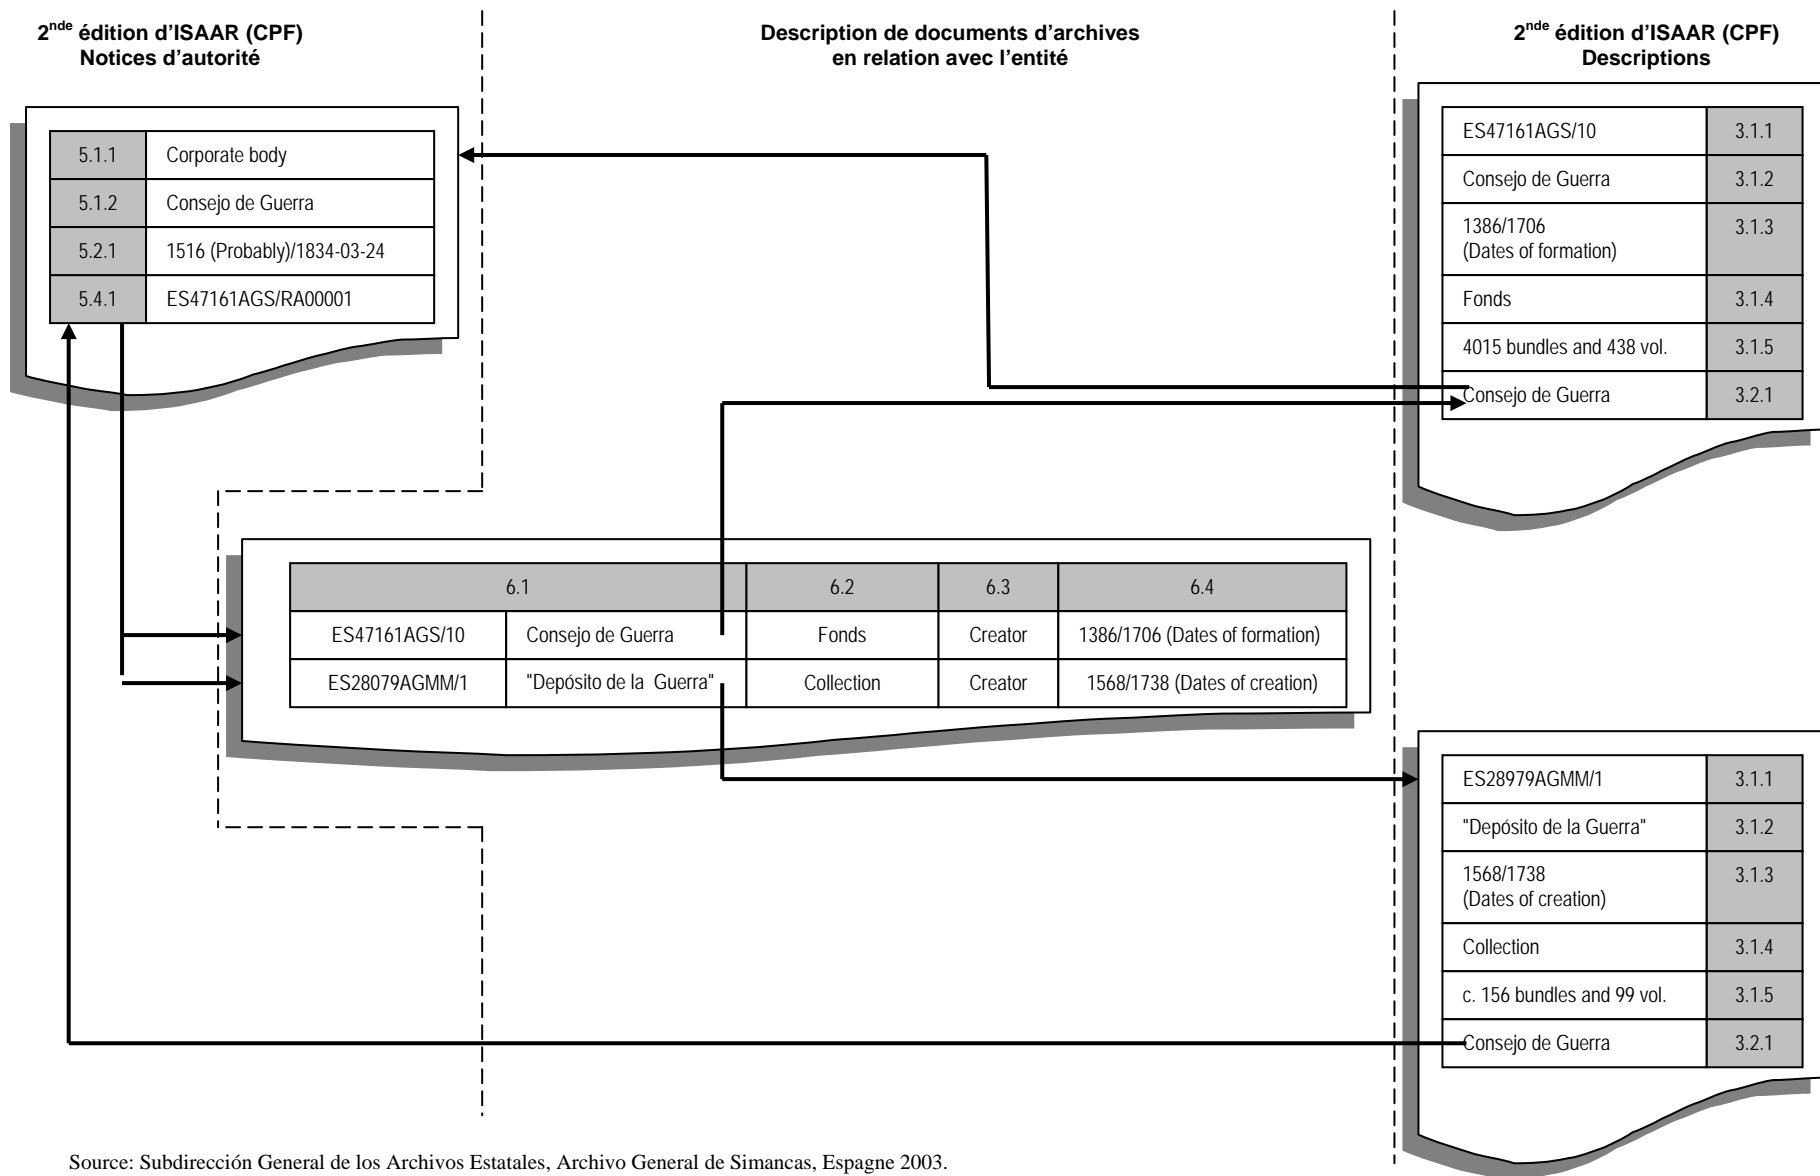 2nde édition d'ISAAR (CPF)
Notices d'autorité
Description de documents d'archives
en relation avec l'entité
2nde édition d'ISAAR (CPF)
Descriptions
5.1.1 Corporate body
5.1.2 Consejo de Guerra
5.2.1 1516 (Probably)/1834-03-24
5.4.1 ES47161AGS/RA00001
ES47161AGS/10 3.1.1
Consejo de Guerra 3.1.2
1386/1706 3.1.3
(Dates of formation)
Fonds 3.1.4
4015 bundles and 438 vol. 3.1.5
Consejo de Guerra 3.2.1
6.1 6.2 6.3 6.4
ES47161AGS/10 Consejo de Guerra Fonds Creator 1386/1706 (Dates of formation)
ES28079AGMM/1 "Depósito de la Guerra" Collection Creator 1568/1738 (Dates of creation)
ES28979AGMM/1 3.1.1
"Depósito de la Guerra" 3.1.2
1568/1738 3.1.3
(Dates of creation)
Collection 3.1.4
c. 156 bundles and 99 vol. 3.1.5
Consejo de Guerra 3.2.1
Source: Subdirección General de los Archivos Estatales, Archivo General de Simancas, Espagne 2003.